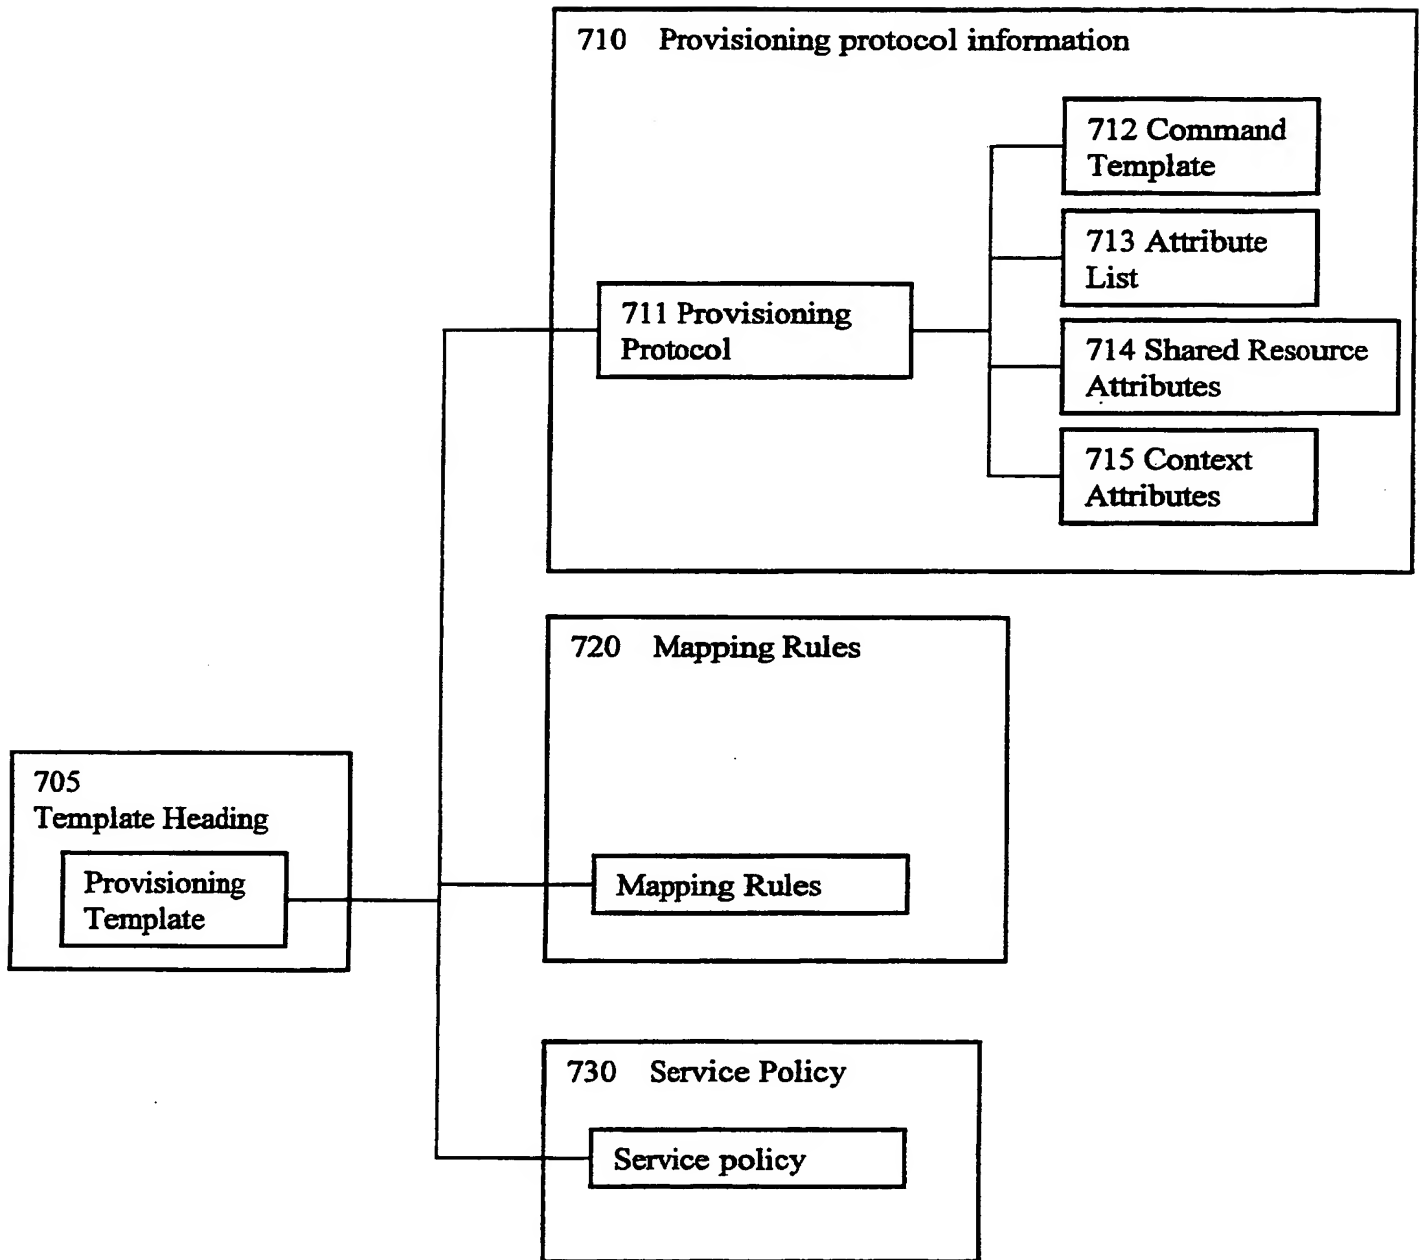 710 Provisioning protocol information
712 Command
Template
713 Attribute
List
711 Provisioning
Protocol
714 Shared Resource
Attributes
715 Context
Attributes
720 Mapping Rules
Mapping Rules
705
Template Heading
Provisioning
Template
730 Service Policy
Service policy